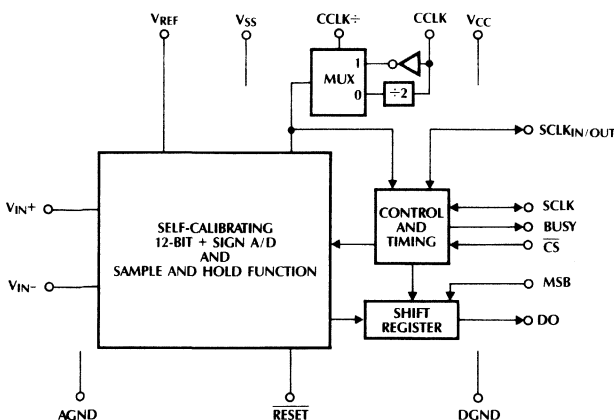 VREF
VSS
CCLK÷
CCLK
VCC
MUX
1
0
÷2
SCLKIN/OUT
VIN+
VIN–
SELF-CALIBRATING
12-BIT + SIGN A/D
AND
SAMPLE AND HOLD FUNCTION
CONTROL
AND
TIMING
SCLK
BUSY
CS
MSB
SHIFT
REGISTER
DO
AGND
RESET
DGND